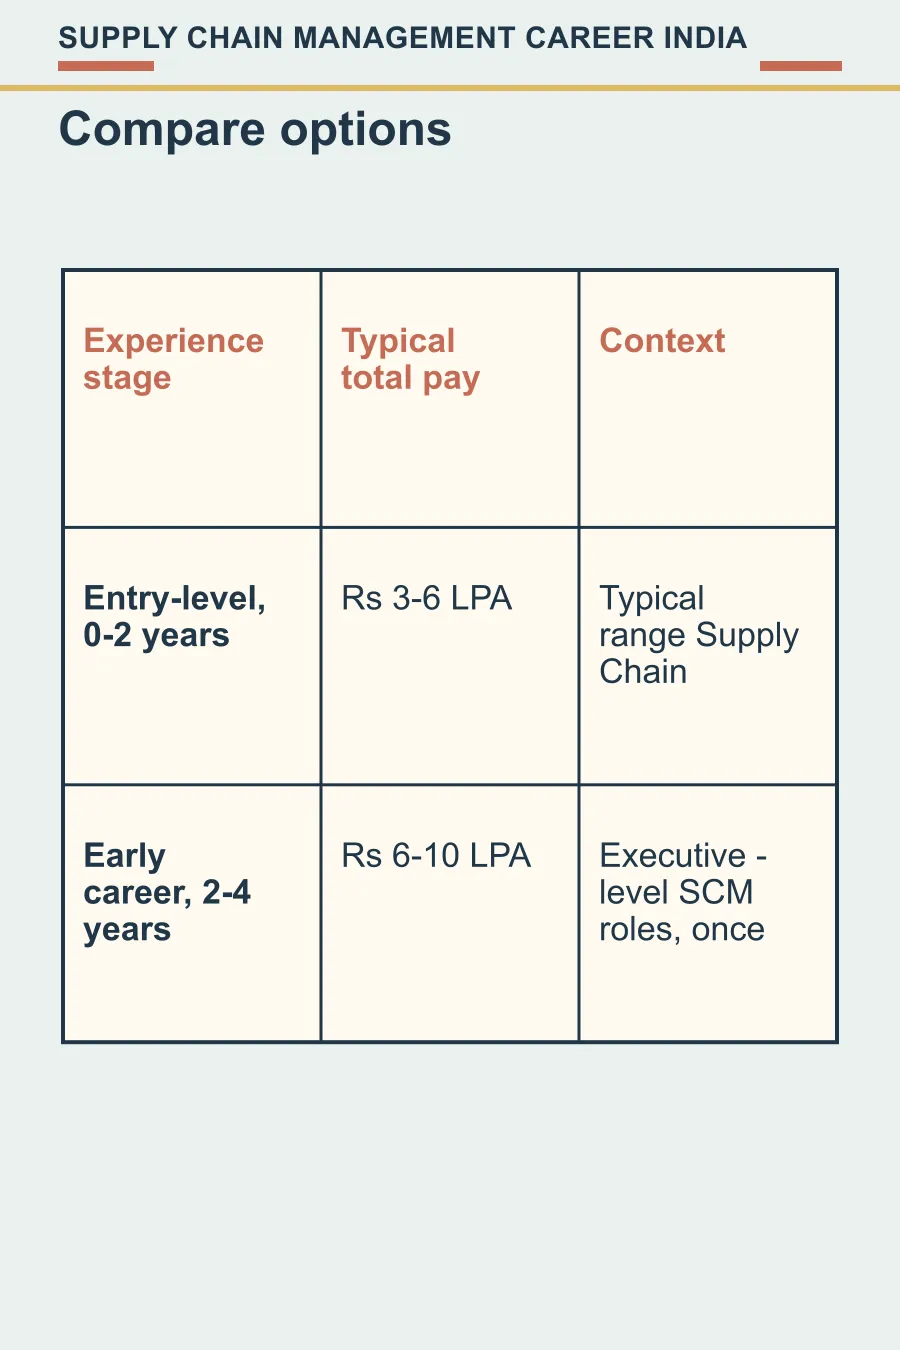 SUPPLY CHAIN MANAGEMENT CAREER INDIA
Compare options
Experience
stage
Typical
total pay
Context
Entry-level,
0-2 years
Rs 3-6 LPA
Typical
range Supply
Chain
Early
career, 2-4
years
Rs 6-10 LPA
Executive -
level SCM
roles, once